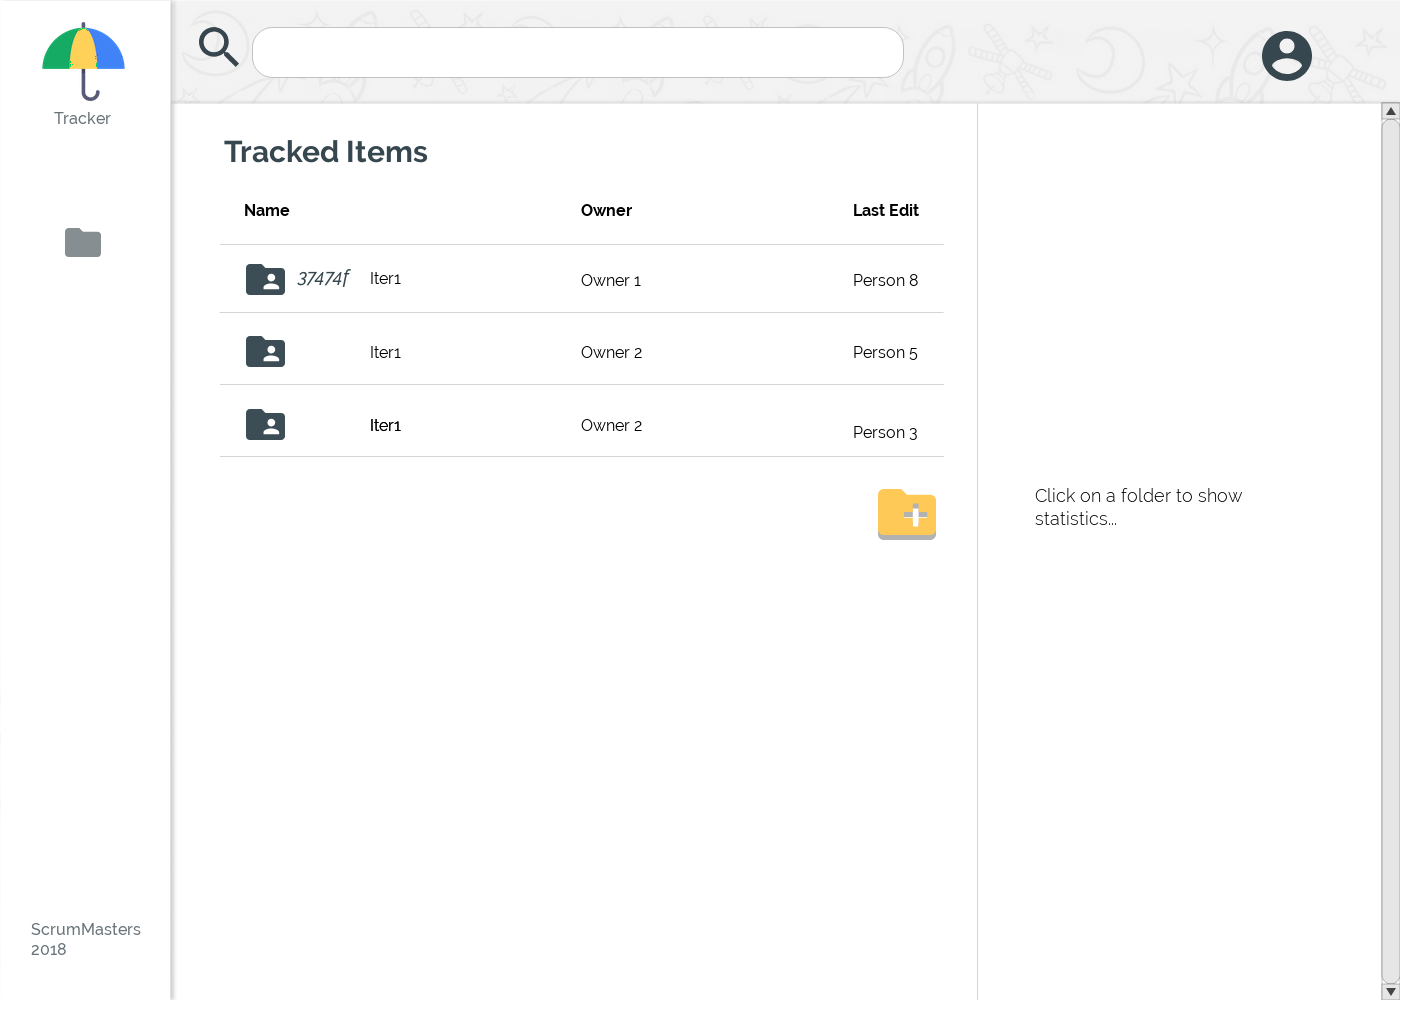 Tracker
Tracked Items
Name Owner Last Edit
37474f Iter1 Owner 1 Person 8
Iter1 Owner 2 Person 5
Iter1 Owner 2 Person 3
Click on a folder to show
statistics...
ScrumMasters
2018